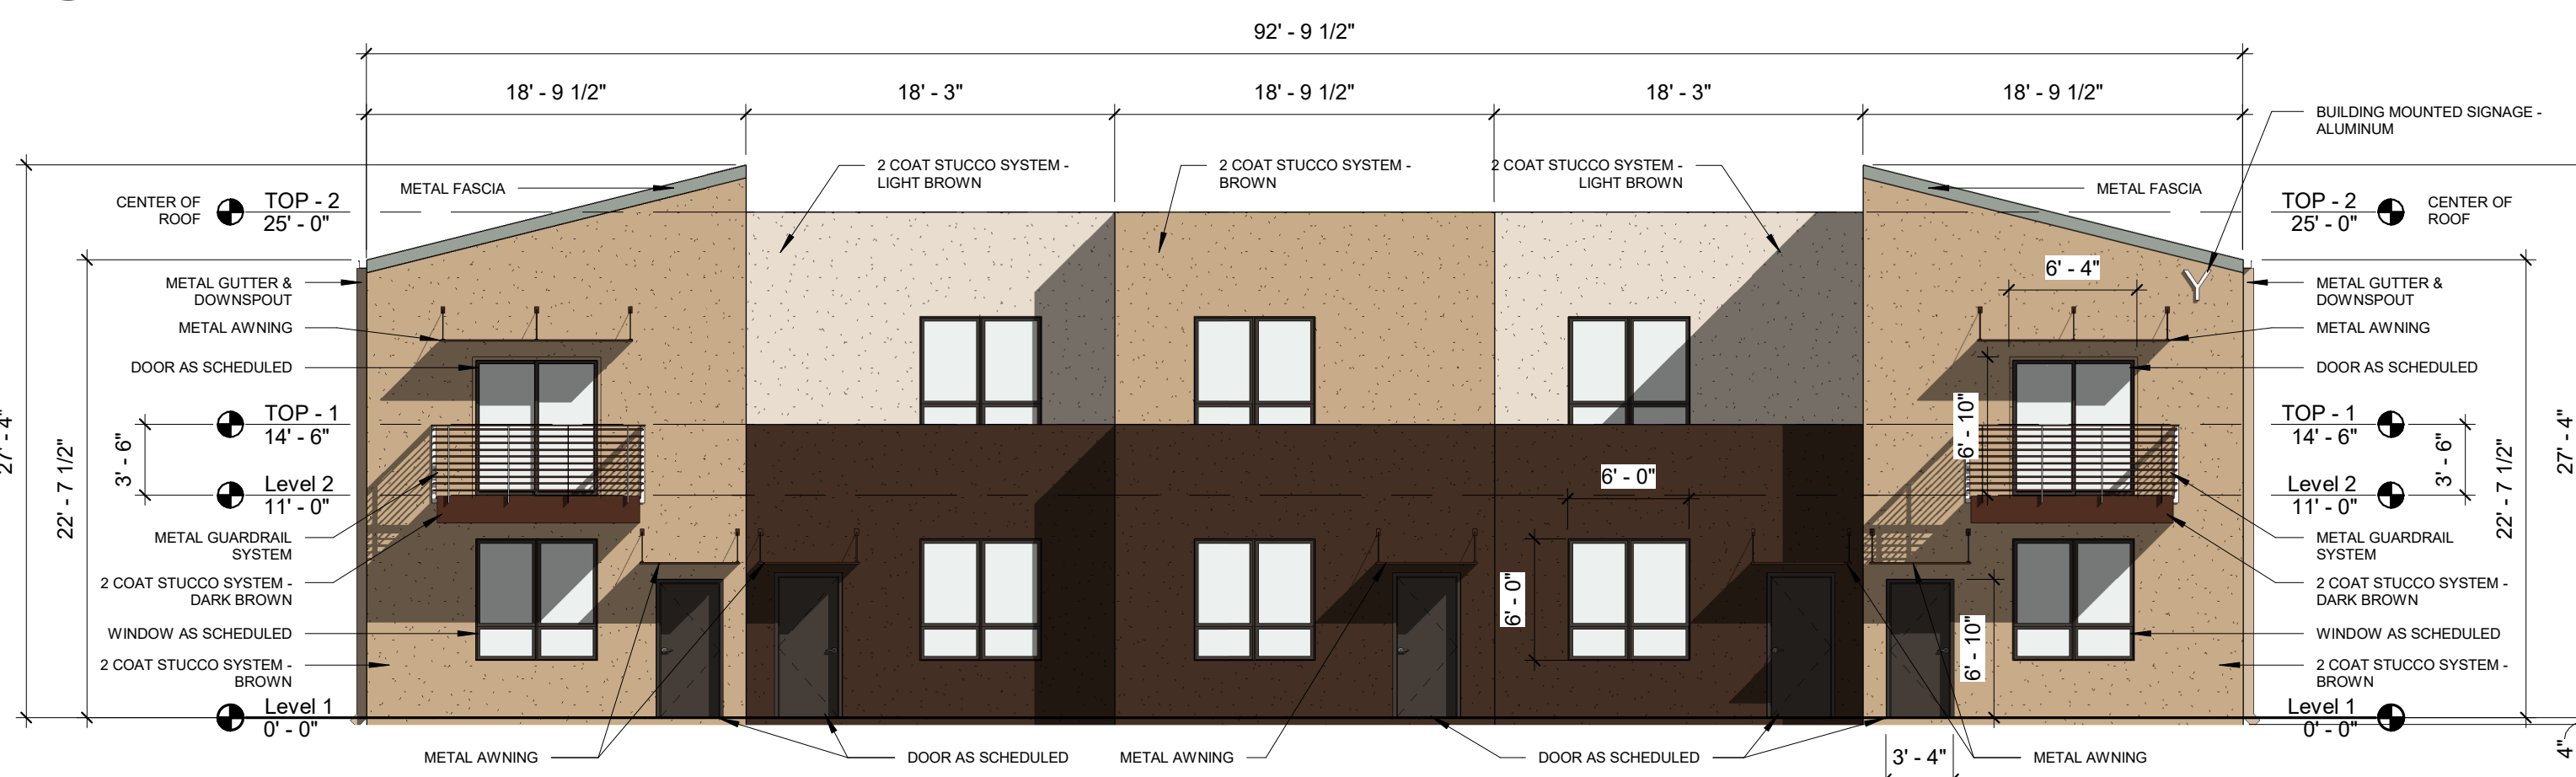 92' - 9 1/2"
18' - 9 1/2"
18' - 3"
18' - 9 1/2"
18' - 3"
18' - 9 1/2"
BUILDING MOUNTED SIGNAGE -
ALUMINUM
2 COAT STUCCO SYSTEM -
LIGHT BROWN
2 COAT STUCCO SYSTEM -
BROWN
2 COAT STUCCO SYSTEM -
LIGHT BROWN
METAL FASCIA
METAL FASCIA
CENTER OF
ROOF
TOP - 2
25' - 0"
TOP - 2
25' - 0"
CENTER OF
ROOF
Y
6' - 4"
METAL GUTTER &
DOWNSPOUT
METAL AWNING
DOOR AS SCHEDULED
TOP - 1
14' - 6"
Level 2
11' - 0"
3' - 6"
22' - 7 1/2"
27' - 4"
METAL GUARDRAIL
SYSTEM
2 COAT STUCCO SYSTEM -
DARK BROWN
WINDOW AS SCHEDULED
2 COAT STUCCO SYSTEM -
BROWN
Level 1
0' - 0"
6' - 0"
6' - 0"
6' - 10"
6' - 10"
METAL GUTTER &
DOWNSPOUT
METAL AWNING
DOOR AS SCHEDULED
TOP - 1
14' - 6"
Level 2
11' - 0"
3' - 6"
22' - 7 1/2"
27' - 4"
METAL GUARDRAIL
SYSTEM
2 COAT STUCCO SYSTEM -
DARK BROWN
WINDOW AS SCHEDULED
2 COAT STUCCO SYSTEM -
BROWN
Level 1
0' - 0"
METAL AWNING
DOOR AS SCHEDULED
METAL AWNING
DOOR AS SCHEDULED
3' - 4"
METAL AWNING
4"